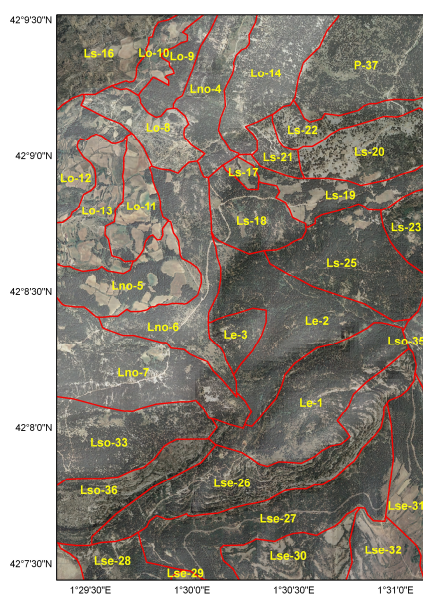 42°9'30"N
Ls-16
Lo-10
Lo-9
Lno-4
Lo-14
P-37
Lo-8
Ls-22
Ls-21
Ls-20
42°9'0"N
Ls-17
Lo-12
Ls-19
Lo-13
Lo-11
Ls-18
Ls-23
Ls-25
42°8'30"N
Lno-5
Lno-6
Le-3
Le-2
Lso-35
Lno-7
Le-1
42°8'0"N
Lso-33
Lso-36
Lse-26
Lse-27
Lse-31
42°7'30"N
Lse-28
Lse-29
Lse-30
Lse-32
1°29'30"E
1°30'0"E
1°30'30"E
1°31'0"E